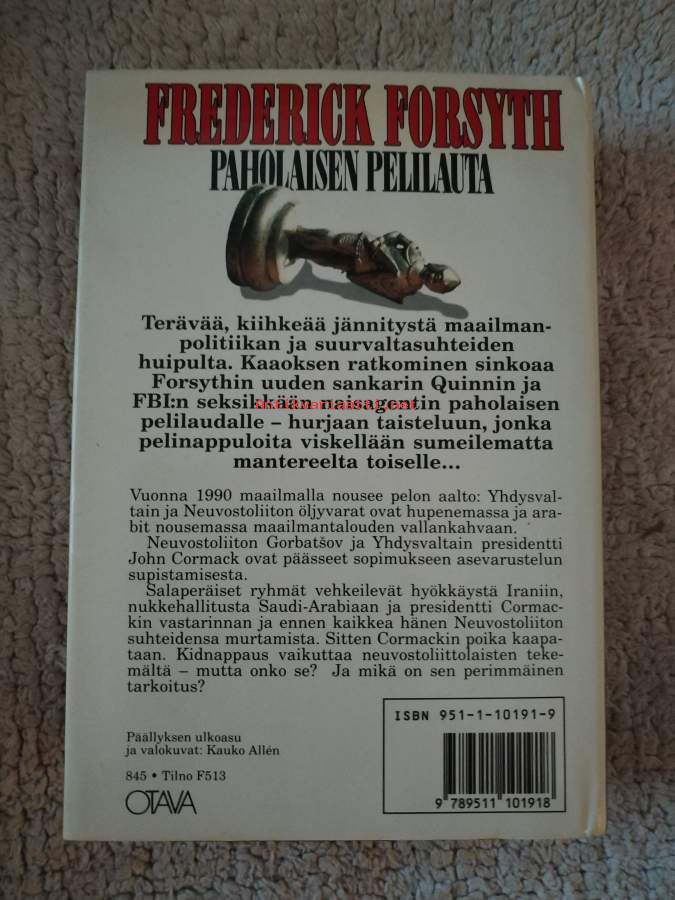 FREDERICK FORSYTH
PAHOLAISEN PELILAUTA
Terävää, kiihkeää jännitystä maailman-
politiikan ja suurvaltasuhteiden
huipulta. Kaaoksen ratkominen sinkoaa
Forsythin uuden sankarin Quinnin ja
FBI:n seksikkään naisagentin paholaisen
pelilaudalle – hurjaan taisteluun, jonka
pelinappuloita viskellään sumeilematta
mantereelta toiselle...
Vuonna 1990 maailmalla nousee pelon aalto: Yhdysval-
tain ja Neuvostoliiton öljyvarat ovat hupenemassa ja ara-
bit nousemassa maailmantalouden vallankahvaan.
Neuvostoliiton Gorbatšov ja Yhdysvaltain presidentti
John Cormack ovat päässeet sopimukseen asevarustelun
supistamisesta.
Salaperäiset ryhmät vehkeilevät hyökkäystä Iraniin,
nukkehallitusta Saudi-Arabiaan ja presidentti Cormac-
kin vastarinnan ja ennen kaikkea hänen Neuvostoliiton
suhteidensa murtamista. Sitten Cormackin poika kaapa-
taan. Kidnappaus vaikuttaa neuvostoliittolaisten teke-
mältä – mutta onko se? Ja mikä on sen perimmäinen
tarkoitus?
ISBN 951-1-10191-9
Päällyksen ulkoasu
ja valokuvat: Kauko Allén
845 • Tilno F513
OTAVA
9 789511 101918